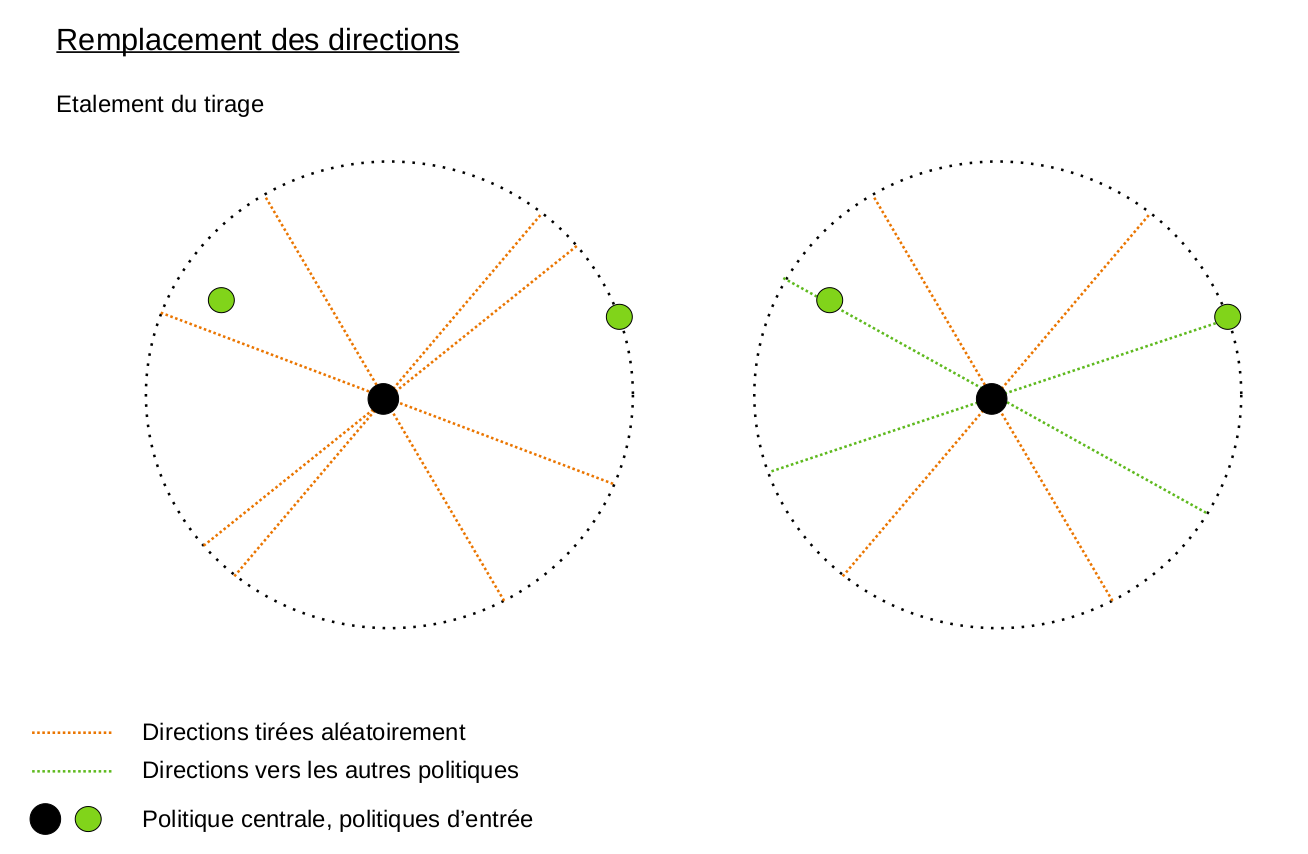 Remplacement des directions
Etalement du tirage
Directions tirées aléatoirement
Directions vers les autres politiques
Politique centrale, politiques d’entrée